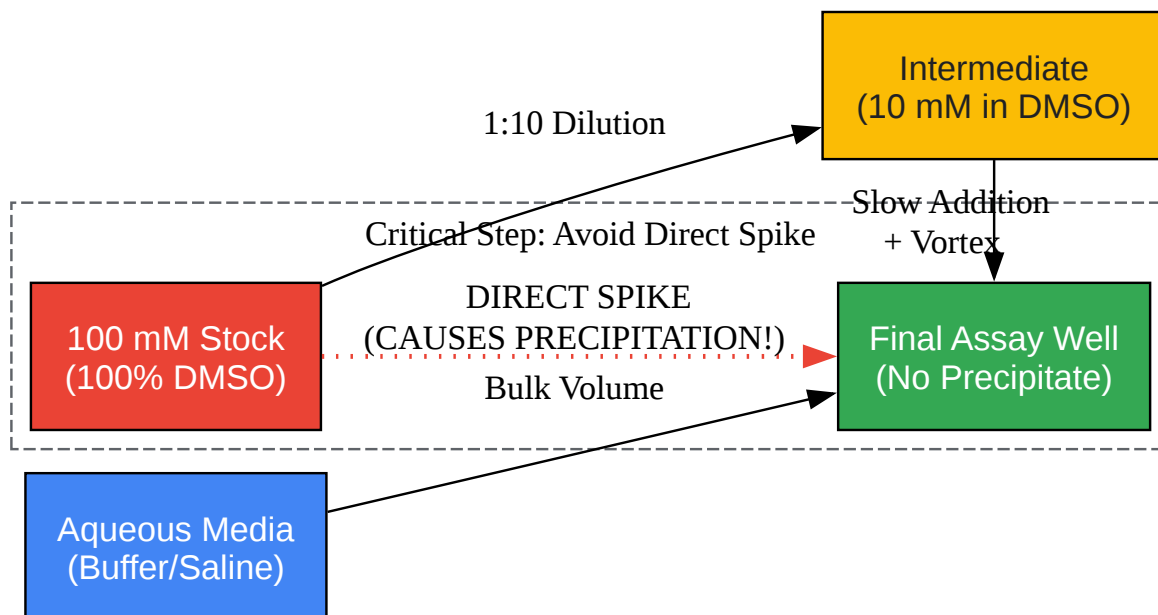 Intermediate
(10 mM in DMSO)
1:10 Dilution
Slow Addition
+ Vortex
Critical Step: Avoid Direct Spike
DIRECT SPIKE
(CAUSES PRECIPITATION!)
100 mM Stock
(100% DMSO)
Final Assay Well
(No Precipitate)
Bulk Volume
Aqueous Media
(Buffer/Saline)